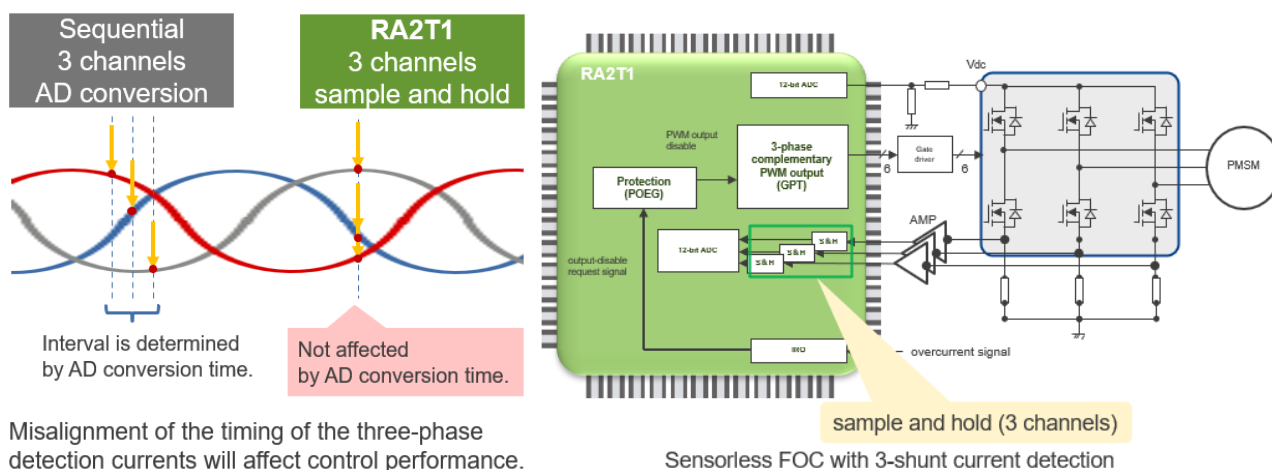 Sequential
3 channels
AD conversion
RA2T1
3 channels
sample and hold
Interval is determined
by AD conversion time.
Not affected
by AD conversion time.
Misalignment of the timing of the three-phase
detection currents will affect control performance.
RA2T1
12-bit ADC
Vdc
PWM output
disable
3-phase
complementary
PWM output
(GPT)
6
Gate
driver
6
PMSM
Protection
(POEG)
AMP
12-bit ADC
S&H
S&H
S&H
output-disable
request signal
IRQ
overcurrent signal
sample and hold (3 channels)
Sensorless FOC with 3-shunt current detection